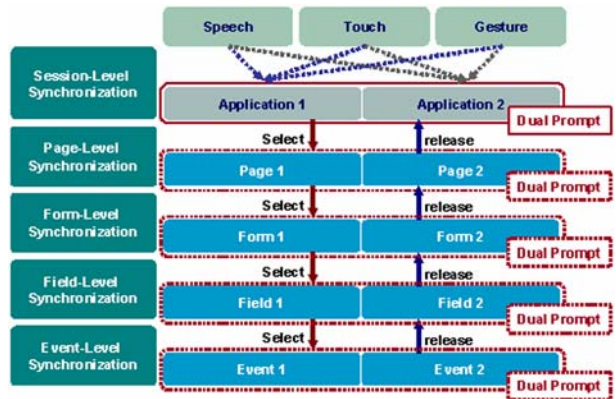 Speech Touch Gesture
Session-Level
Synchronization
Application 1 Application 2
Dual Prompt
Select release
Page-Level
Synchronization
Page 1 Page 2
Dual Prompt
Select release
Form-Level
Synchronization
Form 1 Form 2
Dual Prompt
Select release
Field-Level
Synchronization
Field 1 Field 2
Dual Prompt
Select release
Event-Level
Synchronization
Event 1 Event 2
Dual Prompt